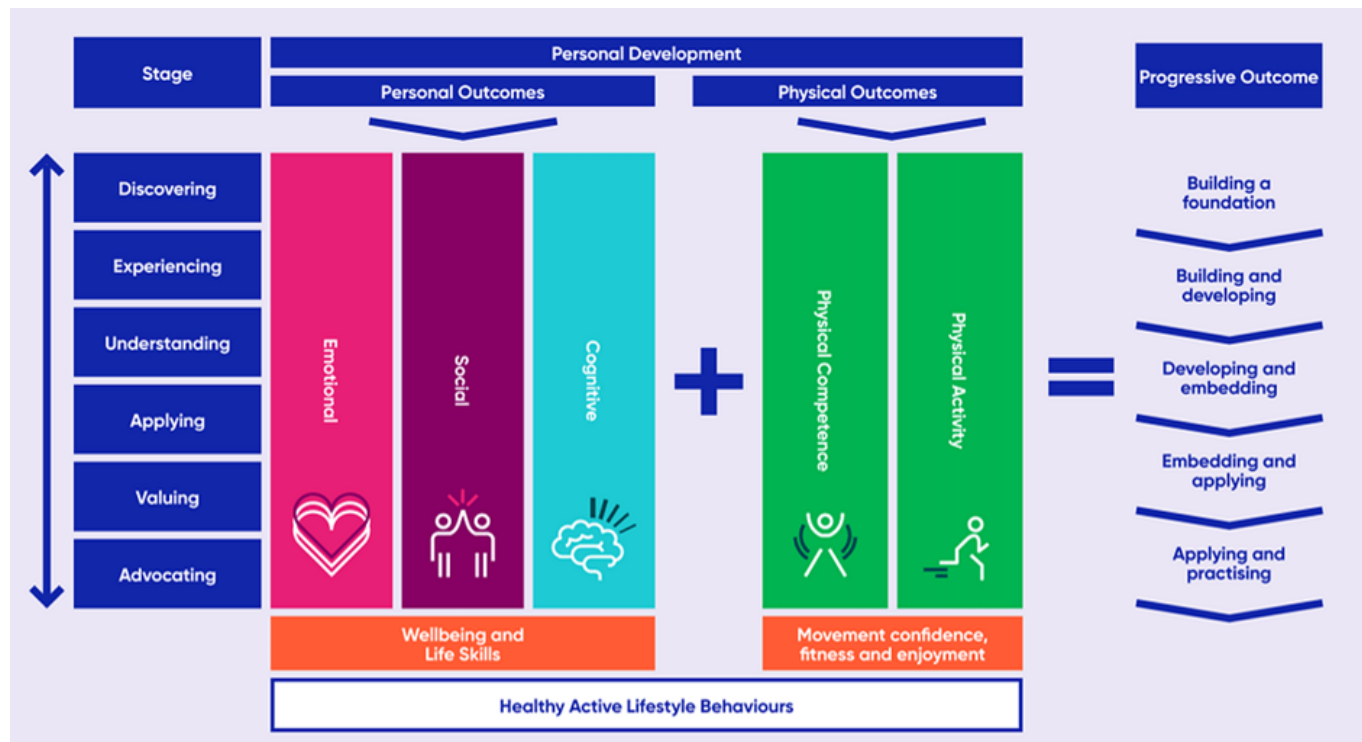 Stage
Personal Development
Personal Outcomes
Physical Outcomes
Progressive Outcome
Discovering
Experiencing
Understanding
Applying
Valuing
Advocating
Emotional
Social
Cognitive
Physical Competence
Physical Activity
Building a
foundation
Building and
developing
Developing and
embedding
Embedding and
applying
Applying and
practising
Wellbeing and
Life Skills
Movement confidence,
fitness and enjoyment
Healthy Active Lifestyle Behaviours